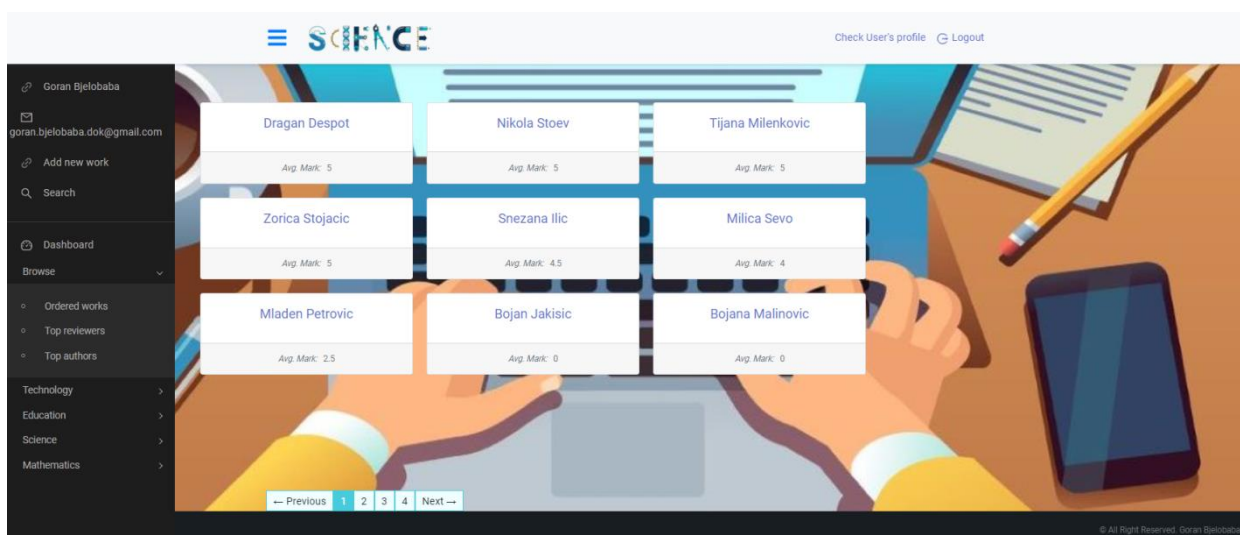 SCIENCE
Check User's profile Logout
Goran Bjelobaba
goran.bjelobaba.dok@gmail.com
Add new work
Search
Dashboard
Browse
Ordered works
Top reviewers
Top authors
Technology
Education
Science
Mathematics
Dragan Despot
Avg. Mark: 5
Nikola Stoev
Avg. Mark: 5
Tijana Milenkovic
Avg. Mark: 5
Zorica Stojacic
Avg. Mark: 5
Snezana Ilic
Avg. Mark: 4.5
Milica Sevo
Avg. Mark: 4
Mladen Petrovic
Avg. Mark: 2.5
Bojan Jakisic
Avg. Mark: 0
Bojana Malinovic
Avg. Mark: 0
← Previous 1 2 3 4 Next →
© All Right Reserved. Goran Bjelobaba